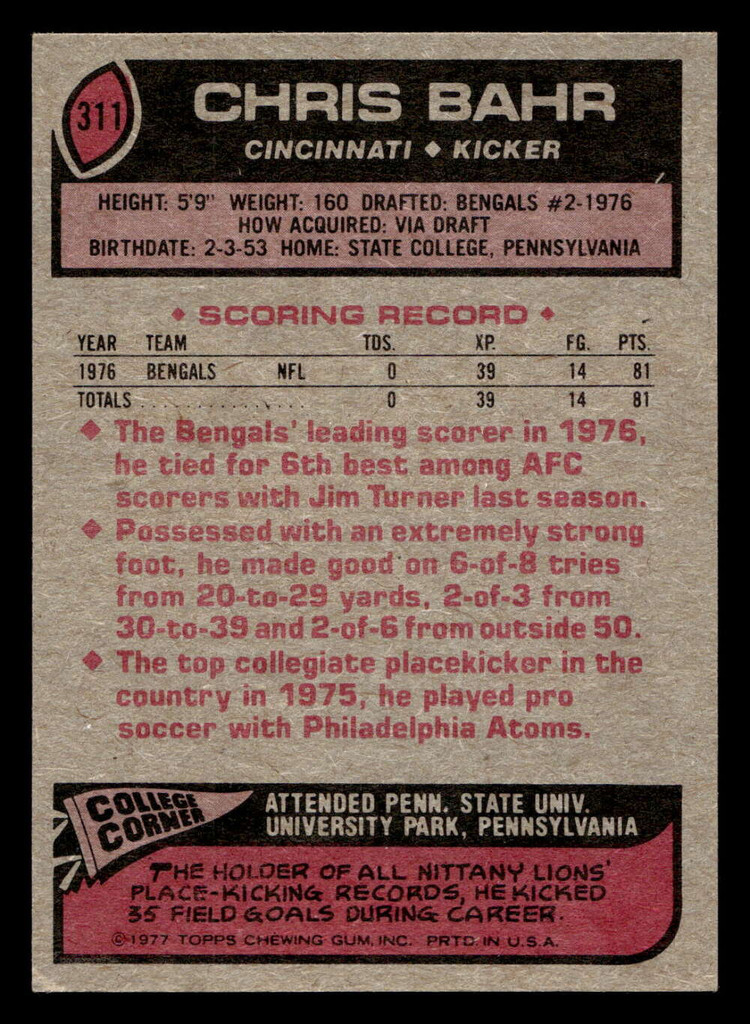 311
CHRIS BAHR
CINCINNATI ◆ KICKER
HEIGHT: 5'9" WEIGHT: 160 DRAFTED: BENGALS #2-1976
HOW ACQUIRED: VIA DRAFT
BIRTHDATE: 2-3-53 HOME: STATE COLLEGE, PENNSYLVANIA
◆ SCORING RECORD ◆
YEAR TEAM TDS. XP. FG. PTS.
1976 BENGALS NFL 0 39 14 81
TOTALS . . . . . . . . . . . . . . . 0 39 14 81
◆ The Bengals' leading scorer in 1976,
he tied for 6th best among AFC
scorers with Jim Turner last season.
◆ Possessed with an extremely strong
foot, he made good on 6-of-8 tries
from 20-to-29 yards, 2-of-3 from
30-to-39 and 2-of-6 from outside 50.
◆ The top collegiate placekicker in the
country in 1975, he played pro
soccer with Philadelphia Atoms.
COLLEGE
CORNER
ATTENDED PENN. STATE UNIV.
UNIVERSITY PARK, PENNSYLVANIA
THE HOLDER OF ALL NITTANY LIONS'
PLACE-KICKING RECORDS, HE KICKED
35 FIELD GOALS DURING CAREER.
©1977 TOPPS CHEWING GUM, INC. PRTD. IN U.S.A.